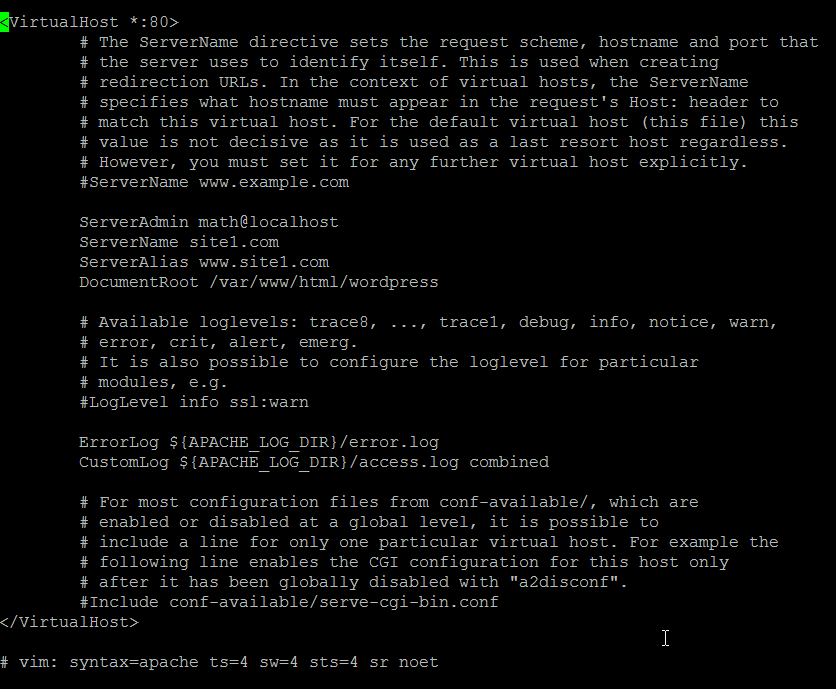 <VirtualHost *:80>
        # The ServerName directive sets the request scheme, hostname and port that
        # the server uses to identify itself. This is used when creating
        # redirection URLs. In the context of virtual hosts, the ServerName
        # specifies what hostname must appear in the request's Host: header to
        # match this virtual host. For the default virtual host (this file) this
        # value is not decisive as it is used as a last resort host regardless.
        # However, you must set it for any further virtual host explicitly.
        #ServerName www.example.com

        ServerAdmin math@localhost
        ServerName site1.com
        ServerAlias www.site1.com
        DocumentRoot /var/www/html/wordpress

        # Available loglevels: trace8, ..., trace1, debug, info, notice, warn,
        # error, crit, alert, emerg.
        # It is also possible to configure the loglevel for particular
        # modules, e.g.
        #LogLevel info ssl:warn

        ErrorLog ${APACHE_LOG_DIR}/error.log
        CustomLog ${APACHE_LOG_DIR}/access.log combined

        # For most configuration files from conf-available/, which are
        # enabled or disabled at a global level, it is possible to
        # include a line for only one particular virtual host. For example the
        # following line enables the CGI configuration for this host only
        # after it has been globally disabled with "a2disconf".
        #Include conf-available/serve-cgi-bin.conf
</VirtualHost>

# vim: syntax=apache ts=4 sw=4 sts=4 sr noet